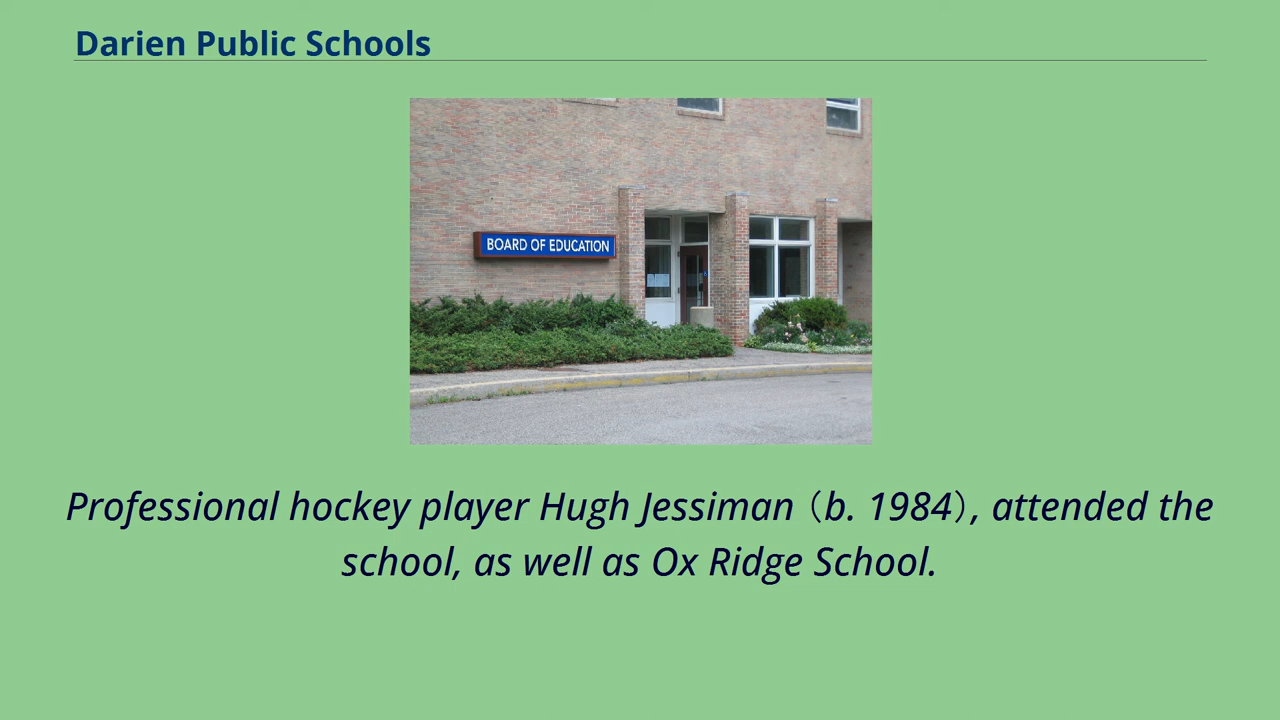 Darien Public Schools
BOARD OF EDUCATION
Professional hockey player Hugh Jessiman (b. 1984), attended the
school, as well as Ox Ridge School.